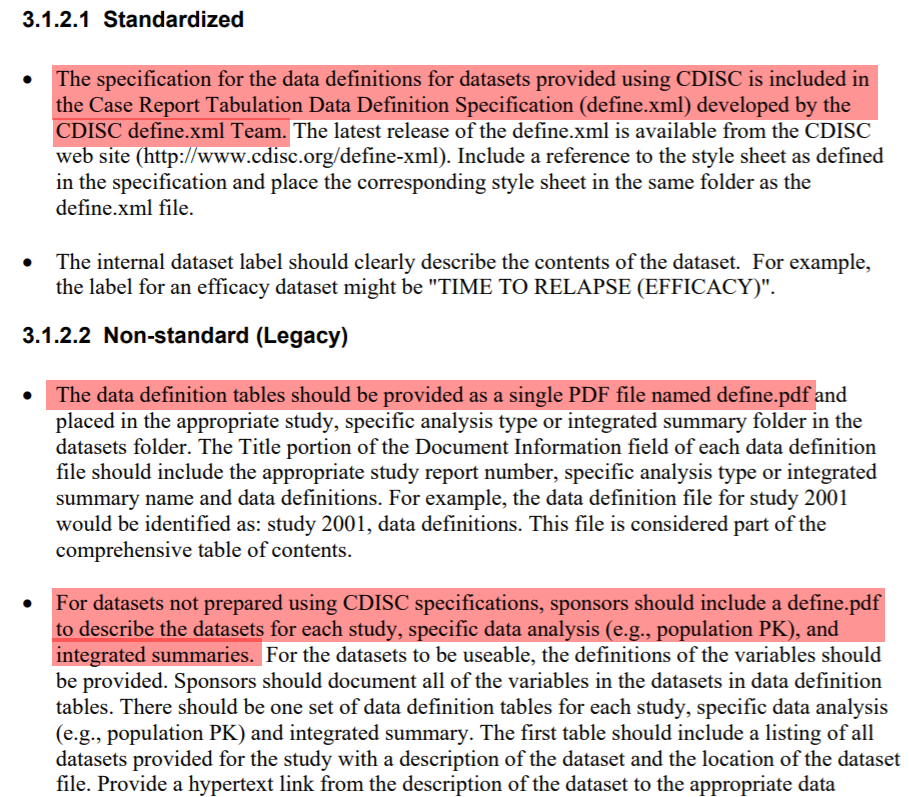 3.1.2.1 Standardized
• The specification for the data definitions for datasets provided using CDISC is included in
the Case Report Tabulation Data Definition Specification (define.xml) developed by the
CDISC define.xml Team. The latest release of the define.xml is available from the CDISC
web site (http://www.cdisc.org/define-xml). Include a reference to the style sheet as defined
in the specification and place the corresponding style sheet in the same folder as the
define.xml file.
• The internal dataset label should clearly describe the contents of the dataset. For example,
the label for an efficacy dataset might be "TIME TO RELAPSE (EFFICACY)".
3.1.2.2 Non-standard (Legacy)
• The data definition tables should be provided as a single PDF file named define.pdf and
placed in the appropriate study, specific analysis type or integrated summary folder in the
datasets folder. The Title portion of the Document Information field of each data definition
file should include the appropriate study report number, specific analysis type or integrated
summary name and data definitions. For example, the data definition file for study 2001
would be identified as: study 2001, data definitions. This file is considered part of the
comprehensive table of contents.
• For datasets not prepared using CDISC specifications, sponsors should include a define.pdf
to describe the datasets for each study, specific data analysis (e.g., population PK), and
integrated summaries. For the datasets to be useable, the definitions of the variables should
be provided. Sponsors should document all of the variables in the datasets in data definition
tables. There should be one set of data definition tables for each study, specific data analysis
(e.g., population PK) and integrated summary. The first table should include a listing of all
datasets provided for the study with a description of the dataset and the location of the dataset
file. Provide a hypertext link from the description of the dataset to the appropriate data